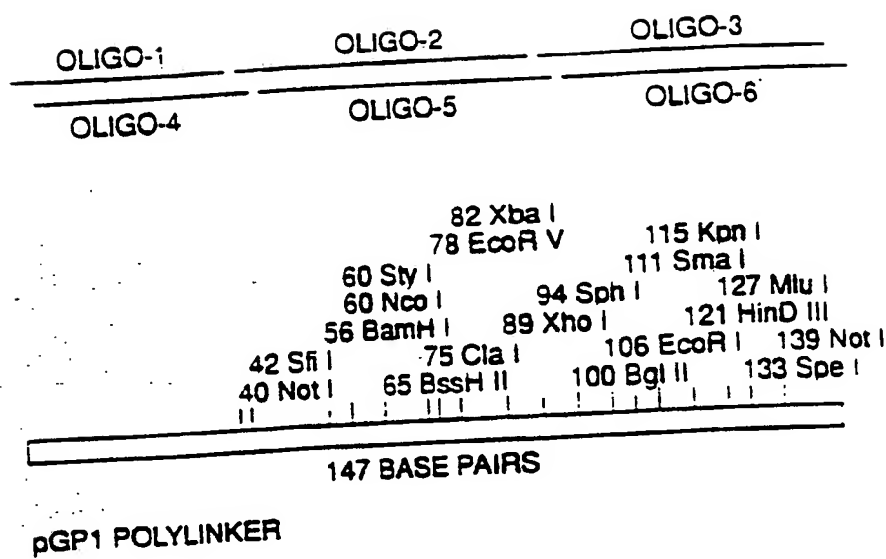 OLIGO-1 OLIGO-2 OLIGO-3
OLIGO-4 OLIGO-5 OLIGO-6
82 Xba I
78 EcoR V 115 Kpn I
60 Sty I 111 Sma I
60 Nco I 94 Sph I 127 Mlu I
56 BamH I 89 Xho I 121 HinD III
42 Sfi I 75 Cla I 106 EcoR I 139 Not I
40 Not I 65 BssH II 100 Bgl II 133 Spe I
147 BASE PAIRS
pGP1 POLYLINKER